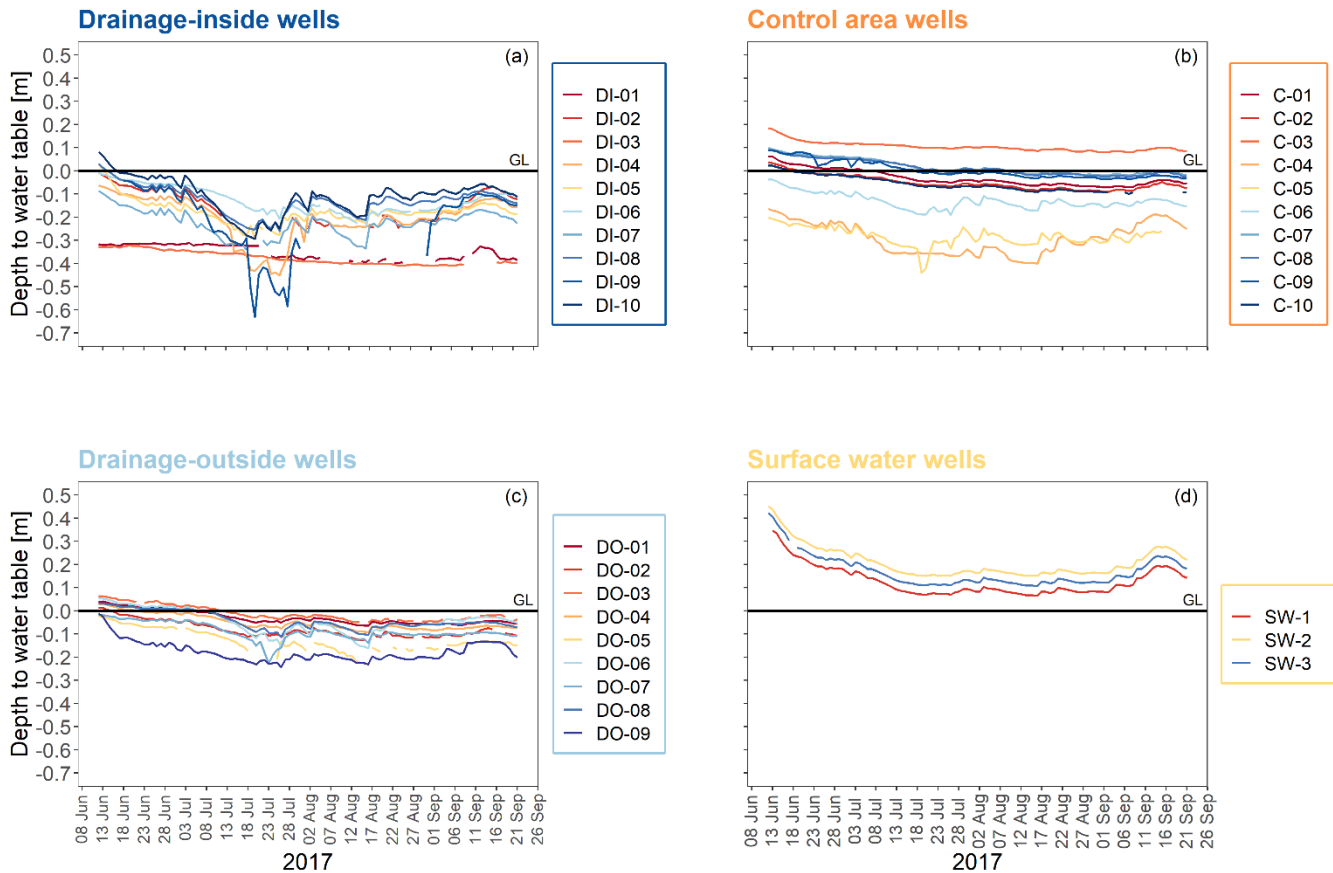 Drainage-inside wells
Depth to water table [m]
0.5
0.4
0.3
0.2
0.1
0.0
-0.1
-0.2
-0.3
-0.4
-0.5
-0.6
-0.7
(a)
GL
DI-01
DI-02
DI-03
DI-04
DI-05
DI-06
DI-07
DI-08
DI-09
DI-10
Control area wells
(b)
GL
C-01
C-02
C-03
C-04
C-05
C-06
C-07
C-08
C-09
C-10
Drainage-outside wells
Depth to water table [m]
0.5
0.4
0.3
0.2
0.1
0.0
-0.1
-0.2
-0.3
-0.4
-0.5
-0.6
-0.7
(c)
GL
DO-01
DO-02
DO-03
DO-04
DO-05
DO-06
DO-07
DO-08
DO-09
08 Jun
13 Jun
18 Jun
23 Jun
28 Jun
03 Jul
08 Jul
13 Jul
18 Jul
23 Jul
28 Jul
02 Aug
07 Aug
12 Aug
17 Aug
22 Aug
27 Aug
01 Sep
06 Sep
11 Sep
16 Sep
21 Sep
26 Sep
2017
Surface water wells
(d)
GL
SW-1
SW-2
SW-3
08 Jun
13 Jun
18 Jun
23 Jun
28 Jun
03 Jul
08 Jul
13 Jul
18 Jul
23 Jul
28 Jul
02 Aug
07 Aug
12 Aug
17 Aug
22 Aug
27 Aug
01 Sep
06 Sep
11 Sep
16 Sep
21 Sep
26 Sep
2017